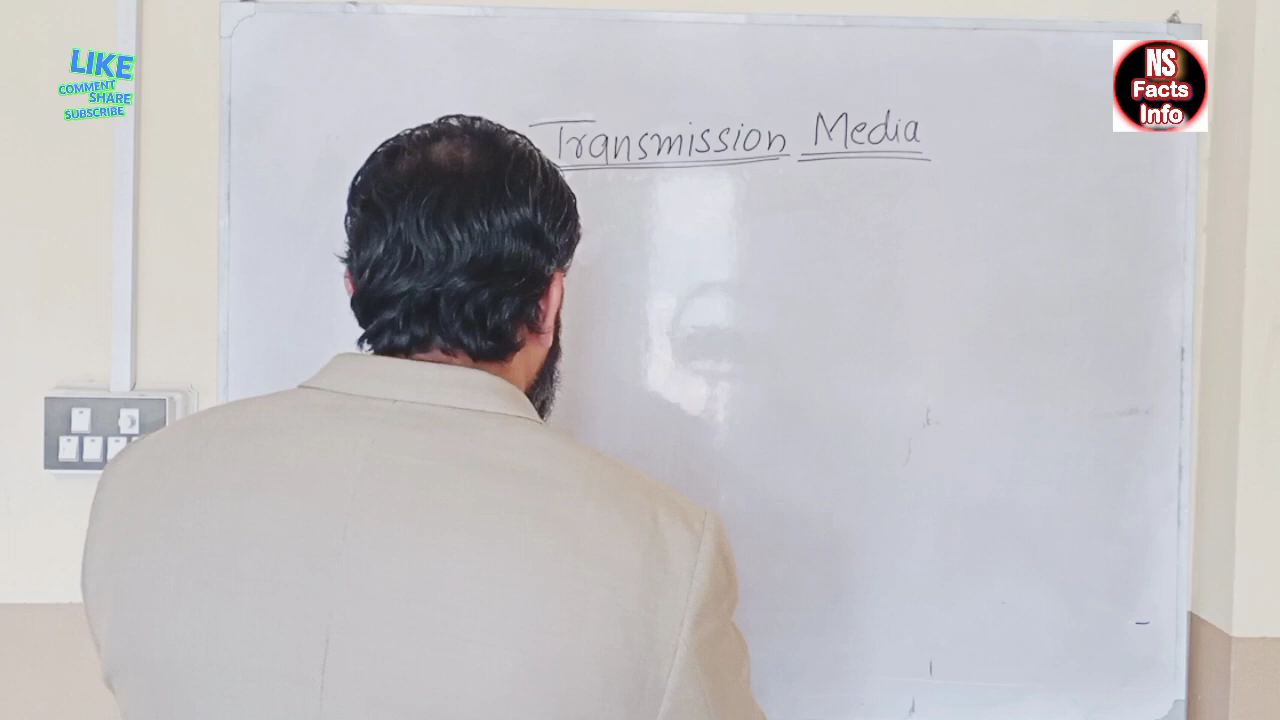 LIKE
COMMENT
SHARE
SUBSCRIBE
Transmission Media
NS
Facts
Info